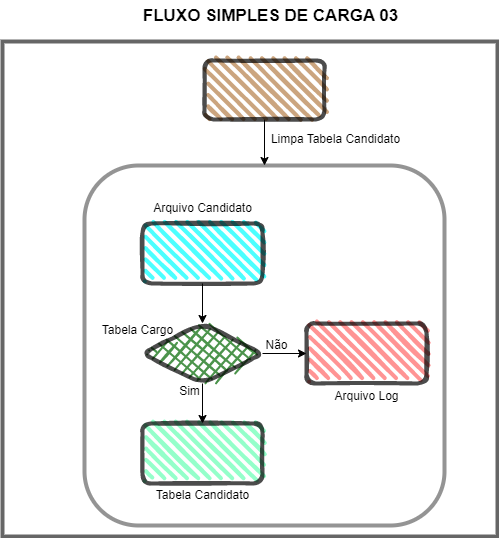 FLUXO SIMPLES DE CARGA 03
Limpa Tabela Candidato
Arquivo Candidato
Tabela Cargo
Não
Sim
Arquivo Log
Tabela Candidato